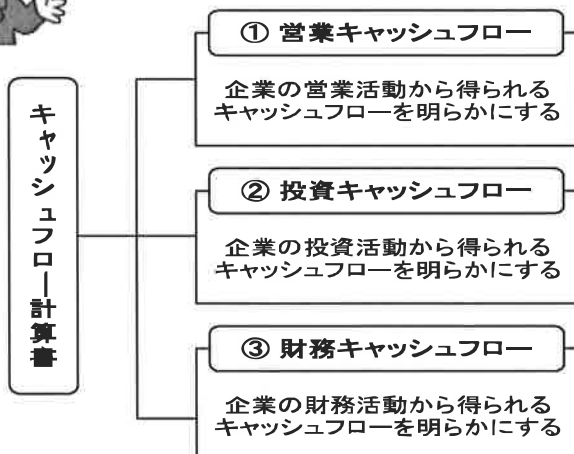 キャッシュフロー計算書
① 営業キャッシュフロー
企業の営業活動から得られる
キャッシュフローを明らかにする
② 投資キャッシュフロー
企業の投資活動から得られる
キャッシュフローを明らかにする
③ 財務キャッシュフロー
企業の財務活動から得られる
キャッシュフローを明らかにする